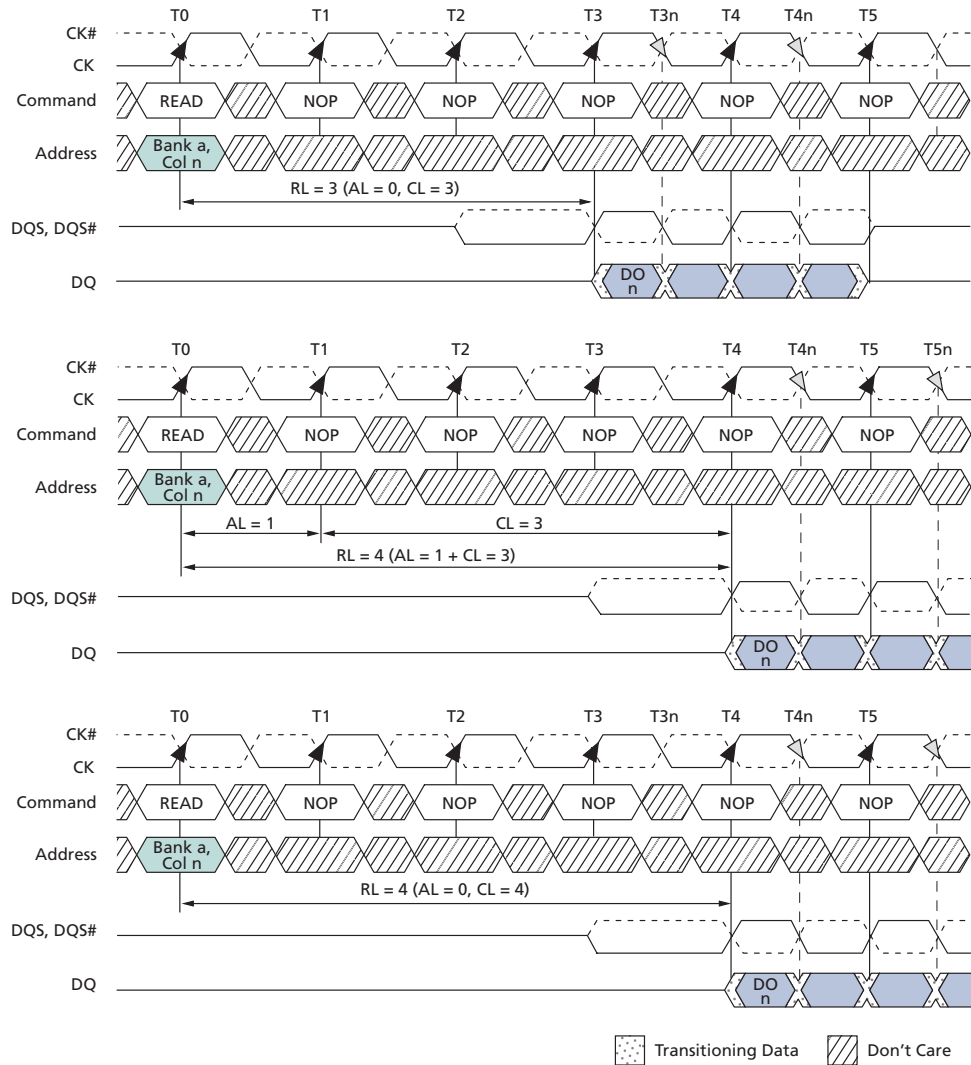 T0 T1 T2 T3 T3n T4 T4n T5
CK#
CK
Command READ NOP NOP NOP NOP NOP
Address Bank a,
Col n
RL = 3 (AL = 0, CL = 3)
DQS, DQS#
DQ DO
n
T0 T1 T2 T3 T4 T4n T5 T5n
CK#
CK
Command READ NOP NOP NOP NOP NOP
Address Bank a,
Col n
AL = 1 CL = 3
RL = 4 (AL = 1 + CL = 3)
DQS, DQS#
DQ DO
n
T0 T1 T2 T3 T3n T4 T4n T5
CK#
CK
Command READ NOP NOP NOP NOP NOP
Address Bank a,
Col n
RL = 4 (AL = 0, CL = 4)
DQS, DQS#
DQ DO
n
Transitioning Data Don't Care